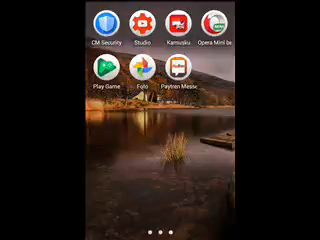 CM Security Studio Kamusku Opera Mini be
Play Game Foto Paytren Messe